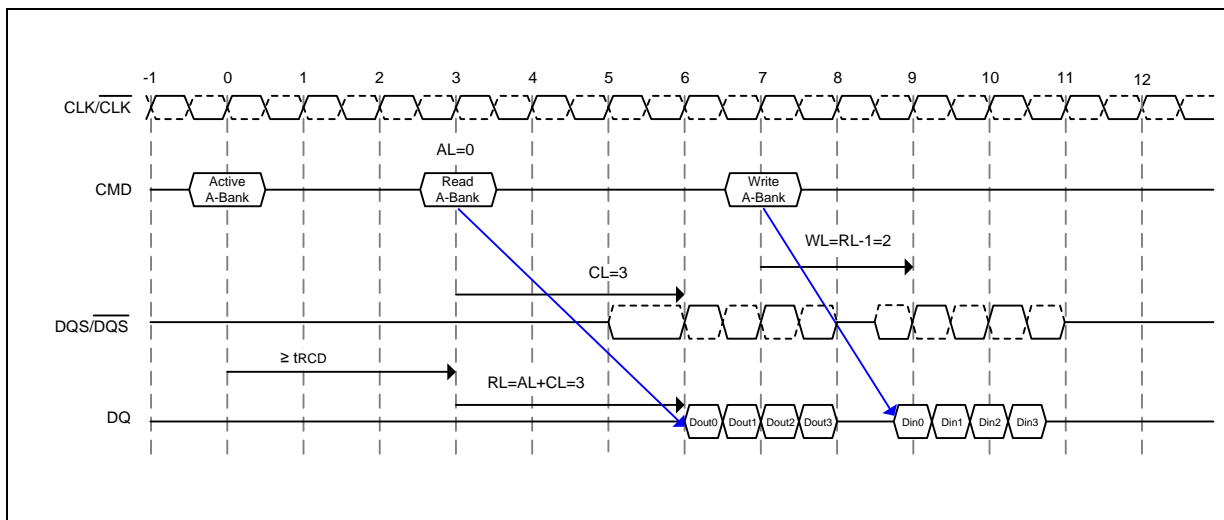 -1 0 1 2 3 4 5 6 7 8 9 10 11 12
CLK/CLK
AL=0
CMD
Active
A-Bank
Read
A-Bank
Write
A-Bank
WL=RL-1=2
CL=3
DQS/DQS
≥ tRCD
RL=AL+CL=3
DQ
Dout0 Dout1 Dout2 Dout3 Din0 Din1 Din2 Din3